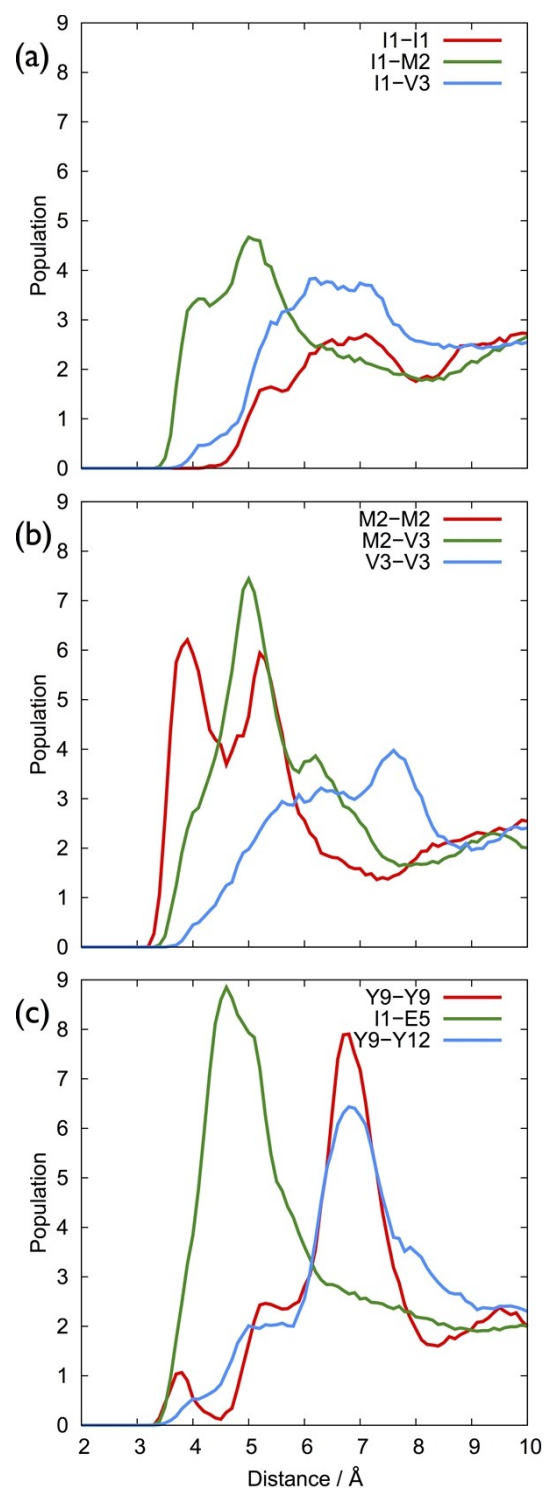 (a)
9
8
7
6
5
4
3
2
1
0
Population
I1−I1
I1−M2
I1−V3
(b)
9
8
7
6
5
4
3
2
1
0
Population
M2−M2
M2−V3
V3−V3
(c)
9
8
7
6
5
4
3
2
1
0
Population
Y9−Y9
I1−E5
Y9−Y12
2 3 4 5 6 7 8 9 10
Distance / Å